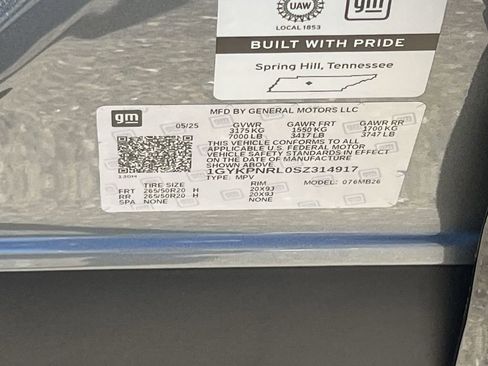 UAW
gm
LOCAL 1853
BUILT WITH PRIDE
Spring Hill, Tennessee
gm
MFD BY GENERAL MOTORS LLC
05/25 GVWR GAWR FRT GAWR RR
3175 KG 1550 KG 1700 KG
7000 LB 3417 LB 3747 LB
THIS VEHICLE CONFORMS TO ALL
APPLICABLE U.S. FEDERAL MOTOR
VEHICLE SAFETY STANDARDS IN EFFECT
ON THE DATE OF MANUFACTURE
SHOWN ABOVE.
1GYKPNRL0SZ314917
TYPE: MPV
MODEL: 076MB26
TIRE SIZE RIM
FRT 265/50R20 H 20X9J
RR 265/50R20 H 20X9J
SPA NONE NONE